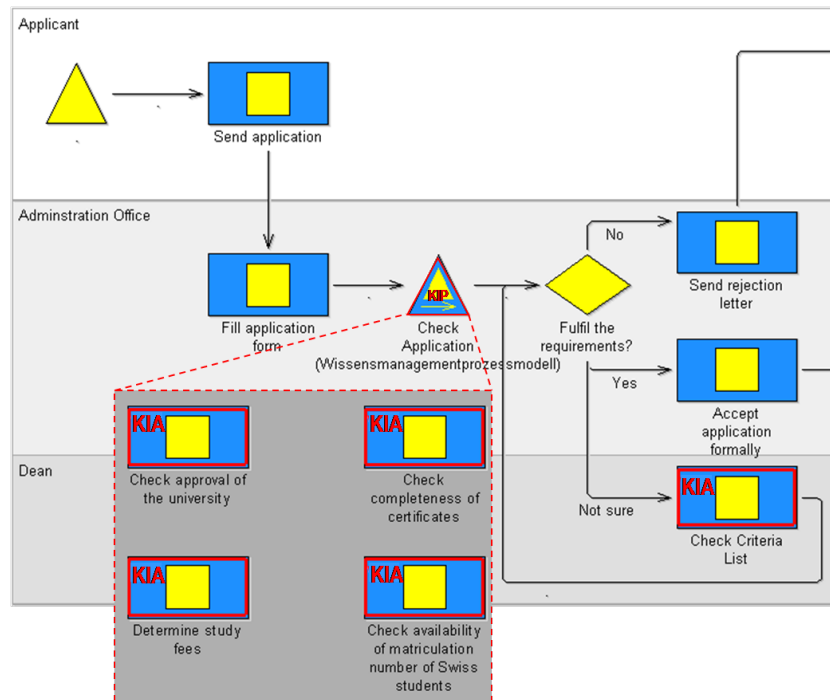 Applicant
Send application
Adminstration Office
No
Send rejection
letter
Fill application
form
KIP
Check
Application
(Wissensmanagementprozessmodell)
Fulfil the
requirements?
Yes
Accept
application
formally
Dean
KIA
Check approval of
the university
KIA
Check
completeness of
certificates
Not sure
KIA
Check Criteria
List
KIA
Determine study
fees
KIA
Check availability
of matriculation
number of Swiss
students